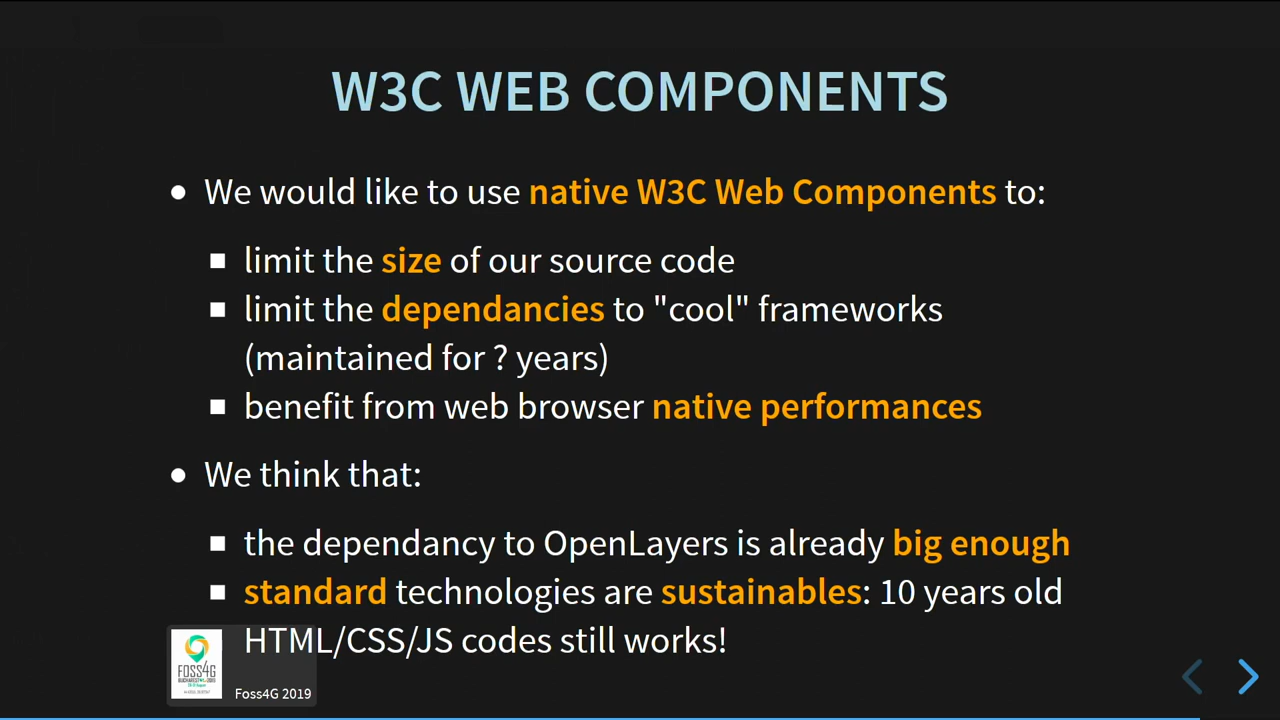 W3C WEB COMPONENTS
We would like to use native W3C Web Components to:
limit the size of our source code
limit the dependancies to "cool" frameworks
(maintained for ? years)
benefit from web browser native performances
We think that:
the dependancy to OpenLayers is already big enough
standard technologies are sustainables: 10 years old
HTML/CSS/JS codes still works!
FOSS4G
Foss4G 2019